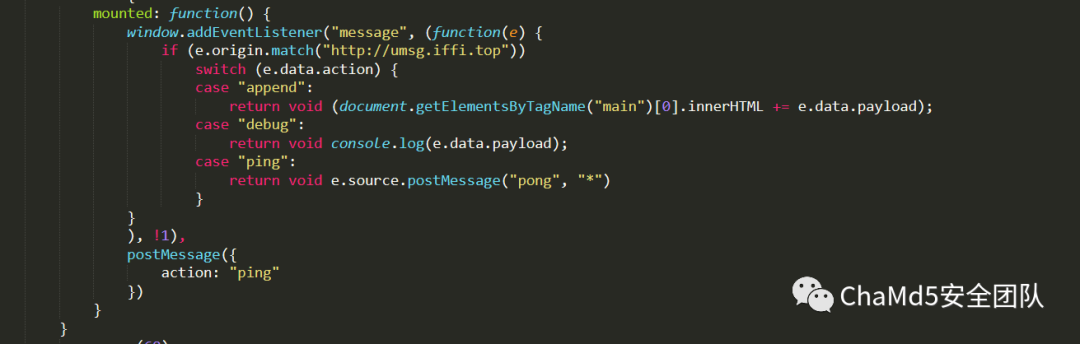 mounted: function() {
window.addEventListener("message", (function(e) {
if (e.origin.match("http://umsg.iffi.top"))
switch (e.data.action) {
case "append":
return void (document.getElementsByTagName("main")[0].innerHTML += e.data.payload);
case "debug":
return void console.log(e.data.payload);
case "ping":
return void e.source.postMessage("pong", "*")
}
}
), !1),
postMessage({
action: "ping"
})
}
}
ChaMd5安全团队